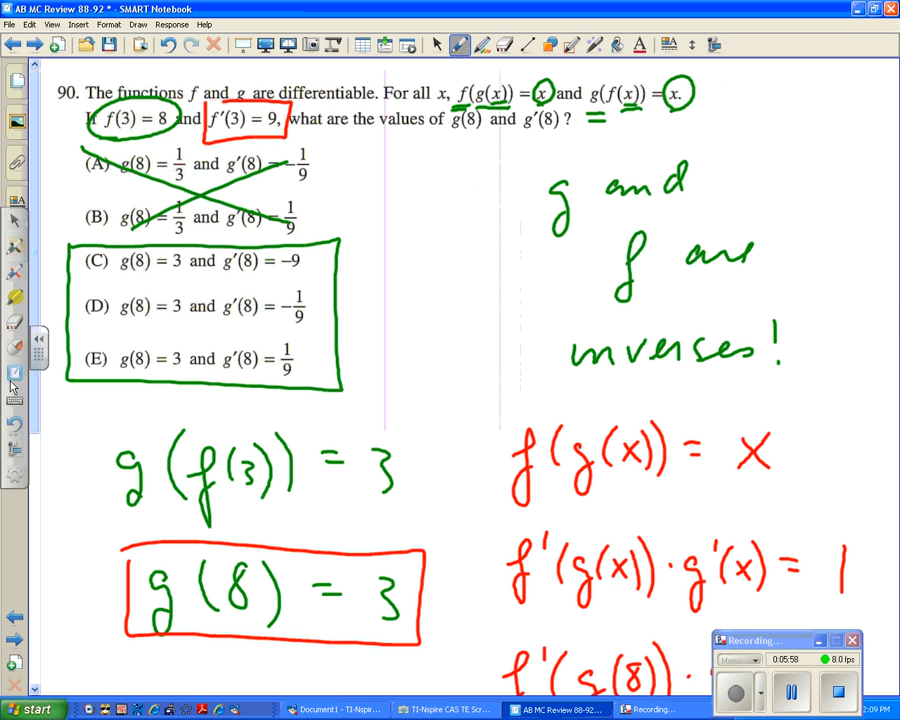 AB MC Review 88-92 * - SMART Notebook
File Edit View Insert Format Draw Response Help
90. The functions f and g are differentiable. For all x, f(g(x)) = x and g(f(x)) = x.
If f(3) = 8 and f′(3) = 9, what are the values of g(8) and g′(8) ?
(A) g(8) = 1/3 and g′(8) = −1/9
(B) g(8) = 1/3 and g′(8) = 1/9
(C) g(8) = 3 and g′(8) = −9
(D) g(8) = 3 and g′(8) = −1/9
(E) g(8) = 3 and g′(8) = 1/9
g and
f are
inverses!
g(f(3)) = 3
g(8) = 3
f(g(x)) = x
f'(g(x)) · g'(x) = 1
f'(g(8)) ·
Recording...
Menu
0:05:58
8.0 fps
start
Document1 - TI-Nspir...
TI-Nspire CAS TE Scr...
AB MC Review 88-92...
Recording...
2:09 PM